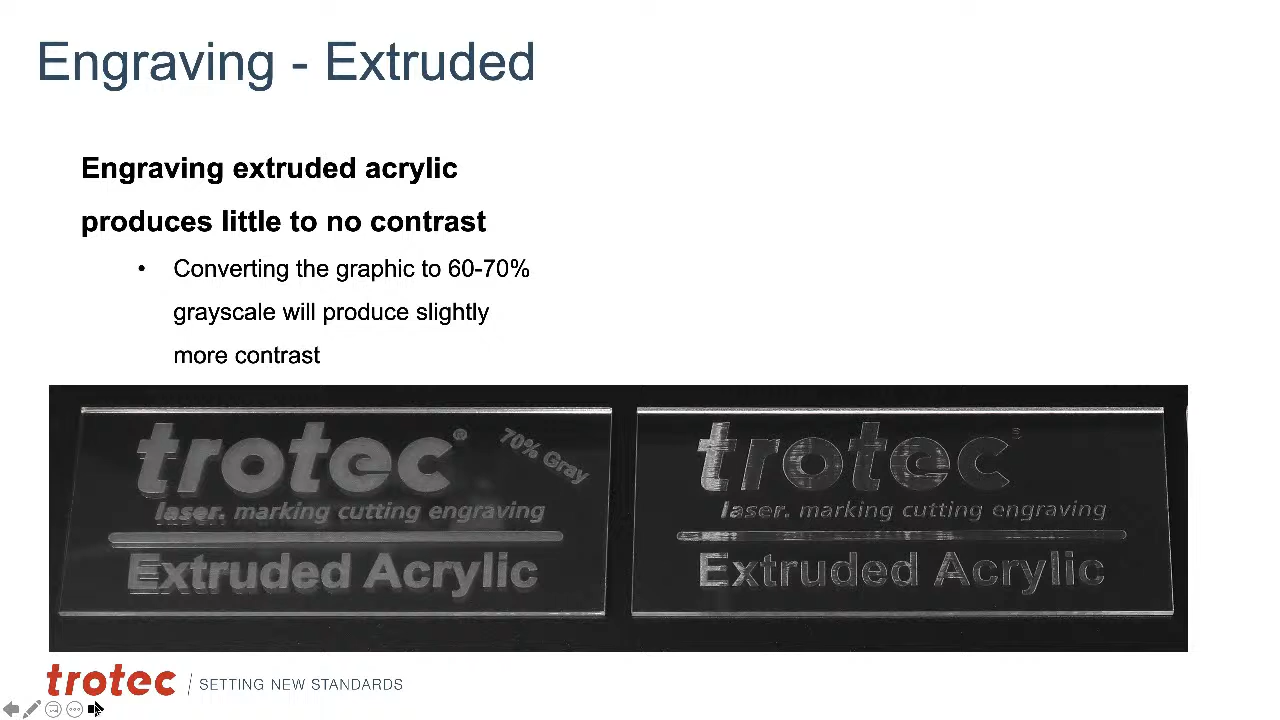 Engraving - Extruded
Engraving extruded acrylic
produces little to no contrast
• Converting the graphic to 60-70%
grayscale will produce slightly
more contrast
trotec®
70% Gray
laser. marking cutting engraving
Extruded Acrylic
trotec®
laser. marking cutting engraving
Extruded Acrylic
trotec | SETTING NEW STANDARDS